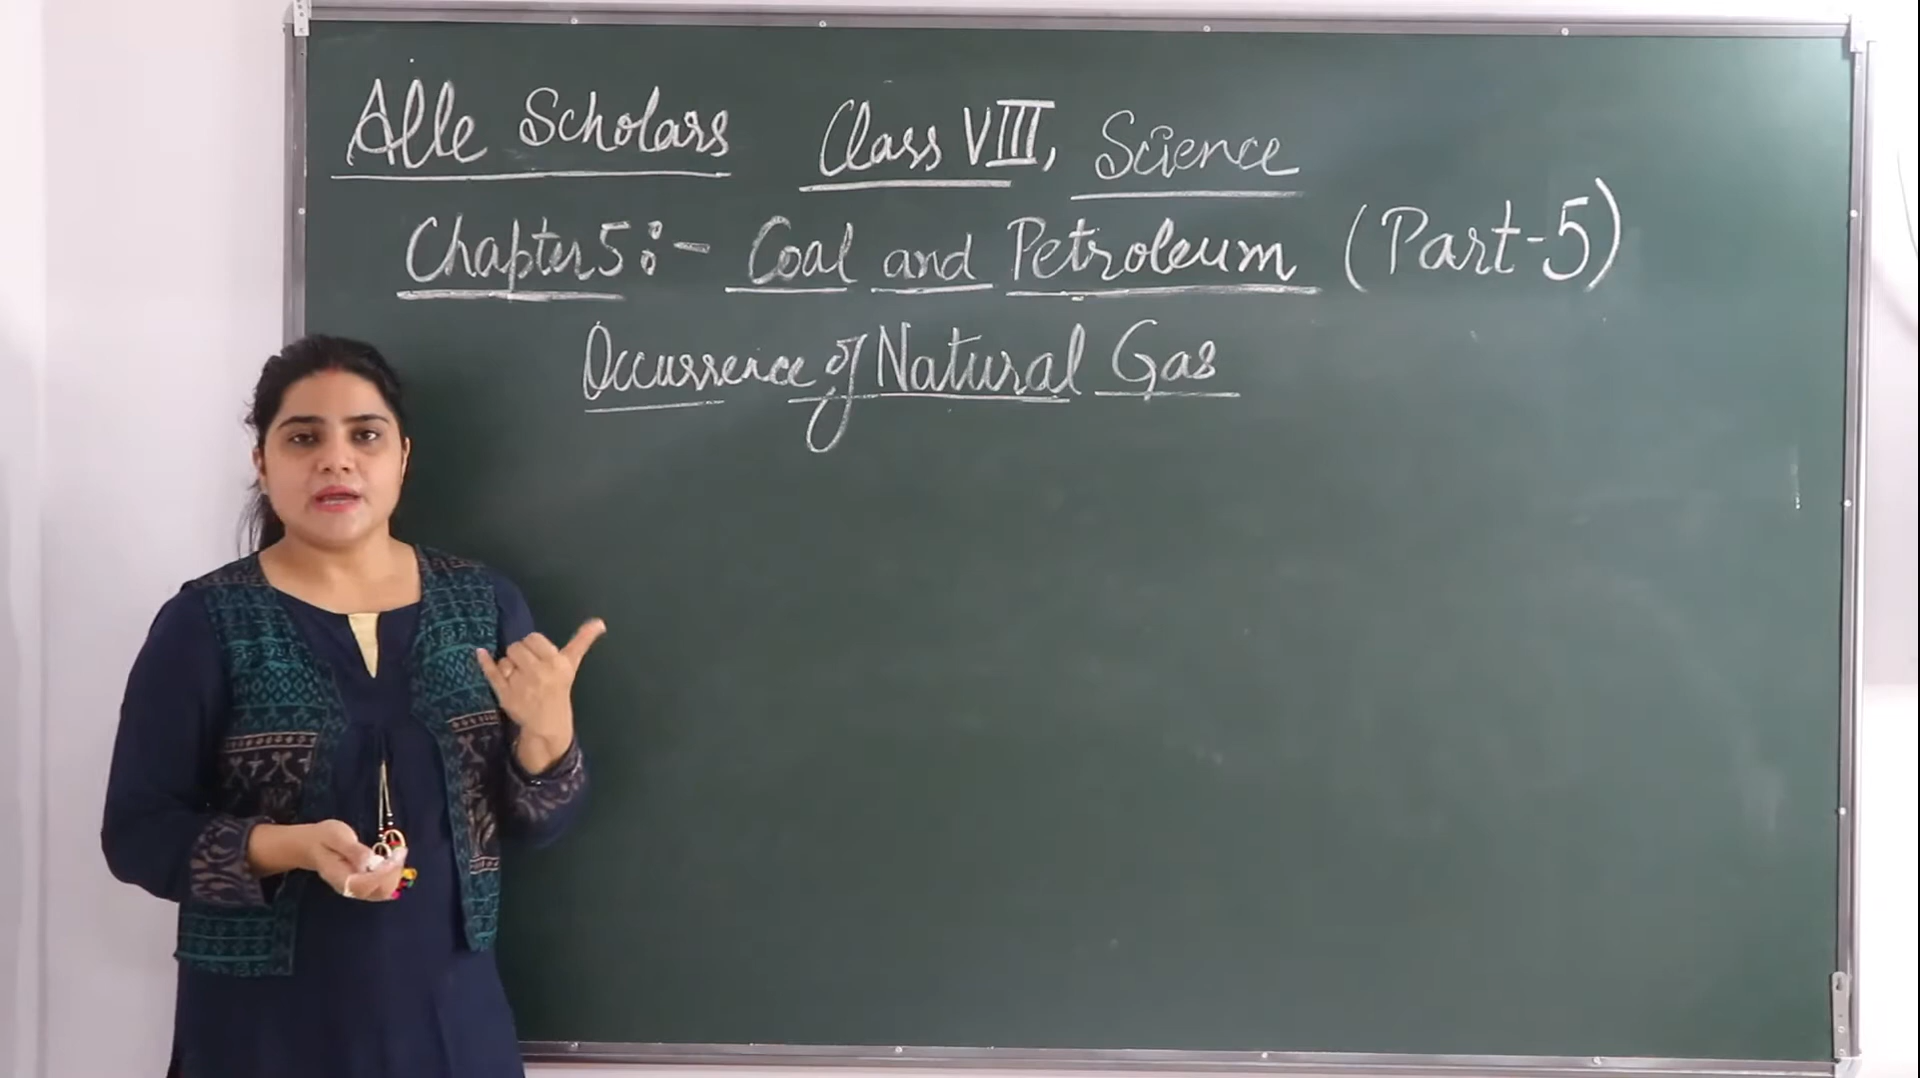 Alle Scholars Class VIII, Science
Chapter 5:- Coal and Petroleum (Part-5)
Occurrence of Natural Gas